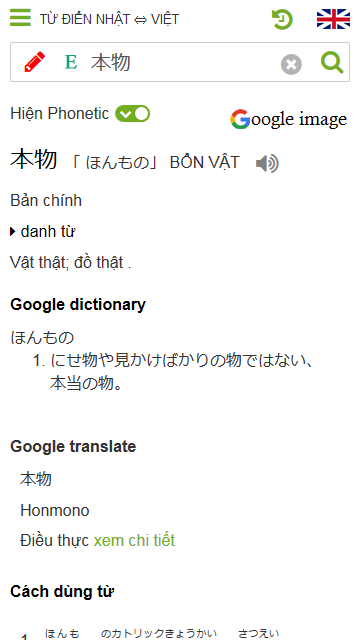 TỪ ĐIỂN NHẬT ⇔ VIỆT
E 本物
Hiện Phonetic
Google image
本物 「 ほんもの」 BỔN VẬT
Bản chính
danh từ
Vật thật; đồ thật .
Google dictionary
ほんもの
1. にせ物や見かけばかりの物ではない、
本当の物。
Google translate
本物
Honmono
Điều thực xem chi tiết
Cách dùng từ
ほんも のカトリックきょうかい さつえい